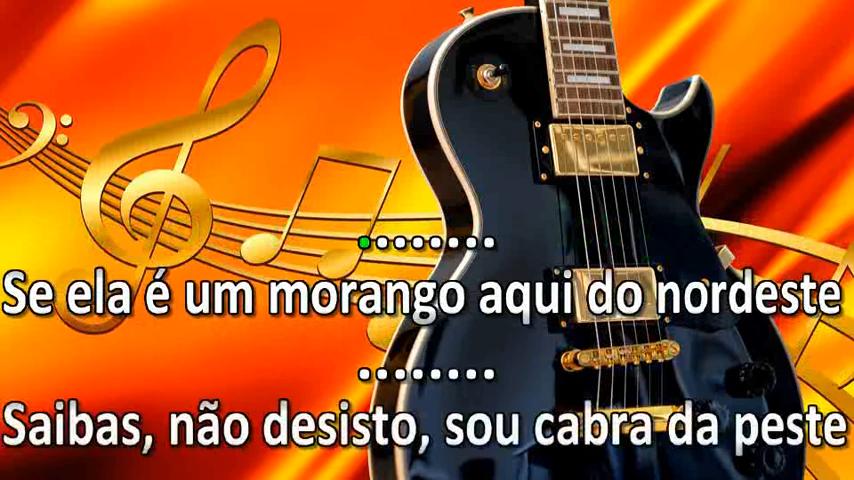 ........
Se ela é um morango aqui do nordeste
........
Saibas, não desisto, sou cabra da peste